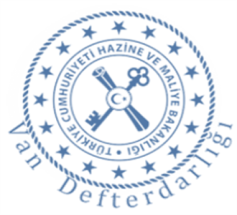 TÜRKİYE CUMHURİYETİ HAZİNE VE MALİYE BAKANLIĞI
Van Defterdarlığı